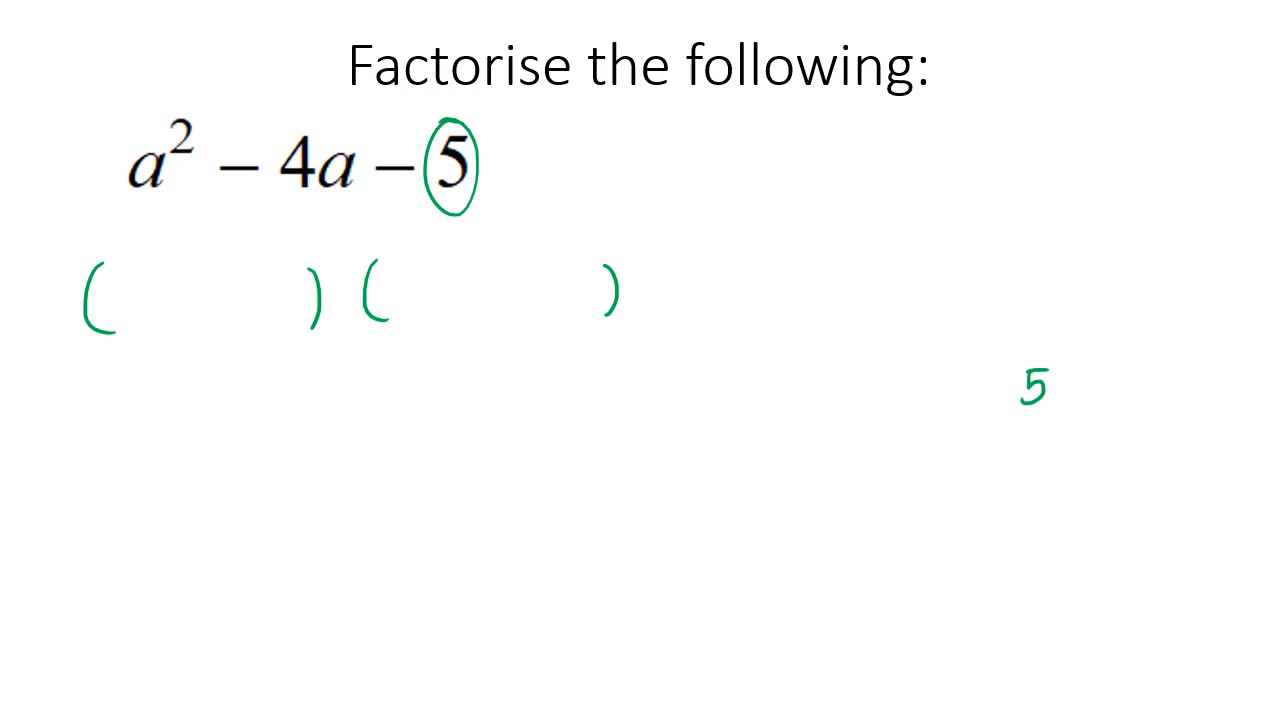 Factorise the following:
a² – 4a – 5
( ) ( )
5